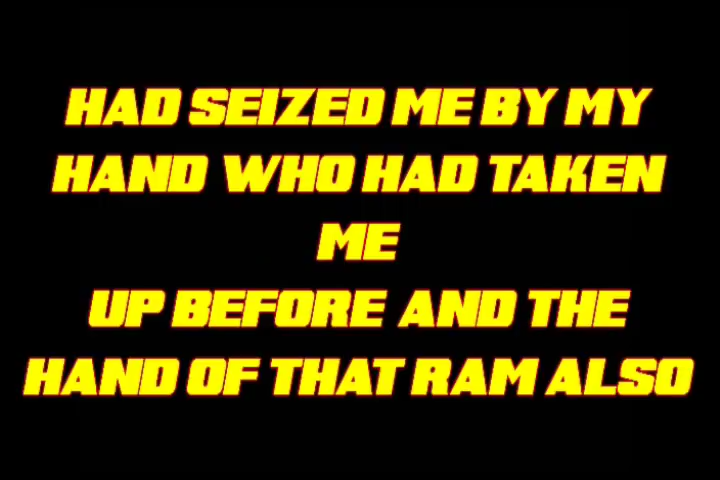 HAD SEIZED ME BY MY
HAND WHO HAD TAKEN
ME
UP BEFORE AND THE
HAND OF THAT RAM ALSO